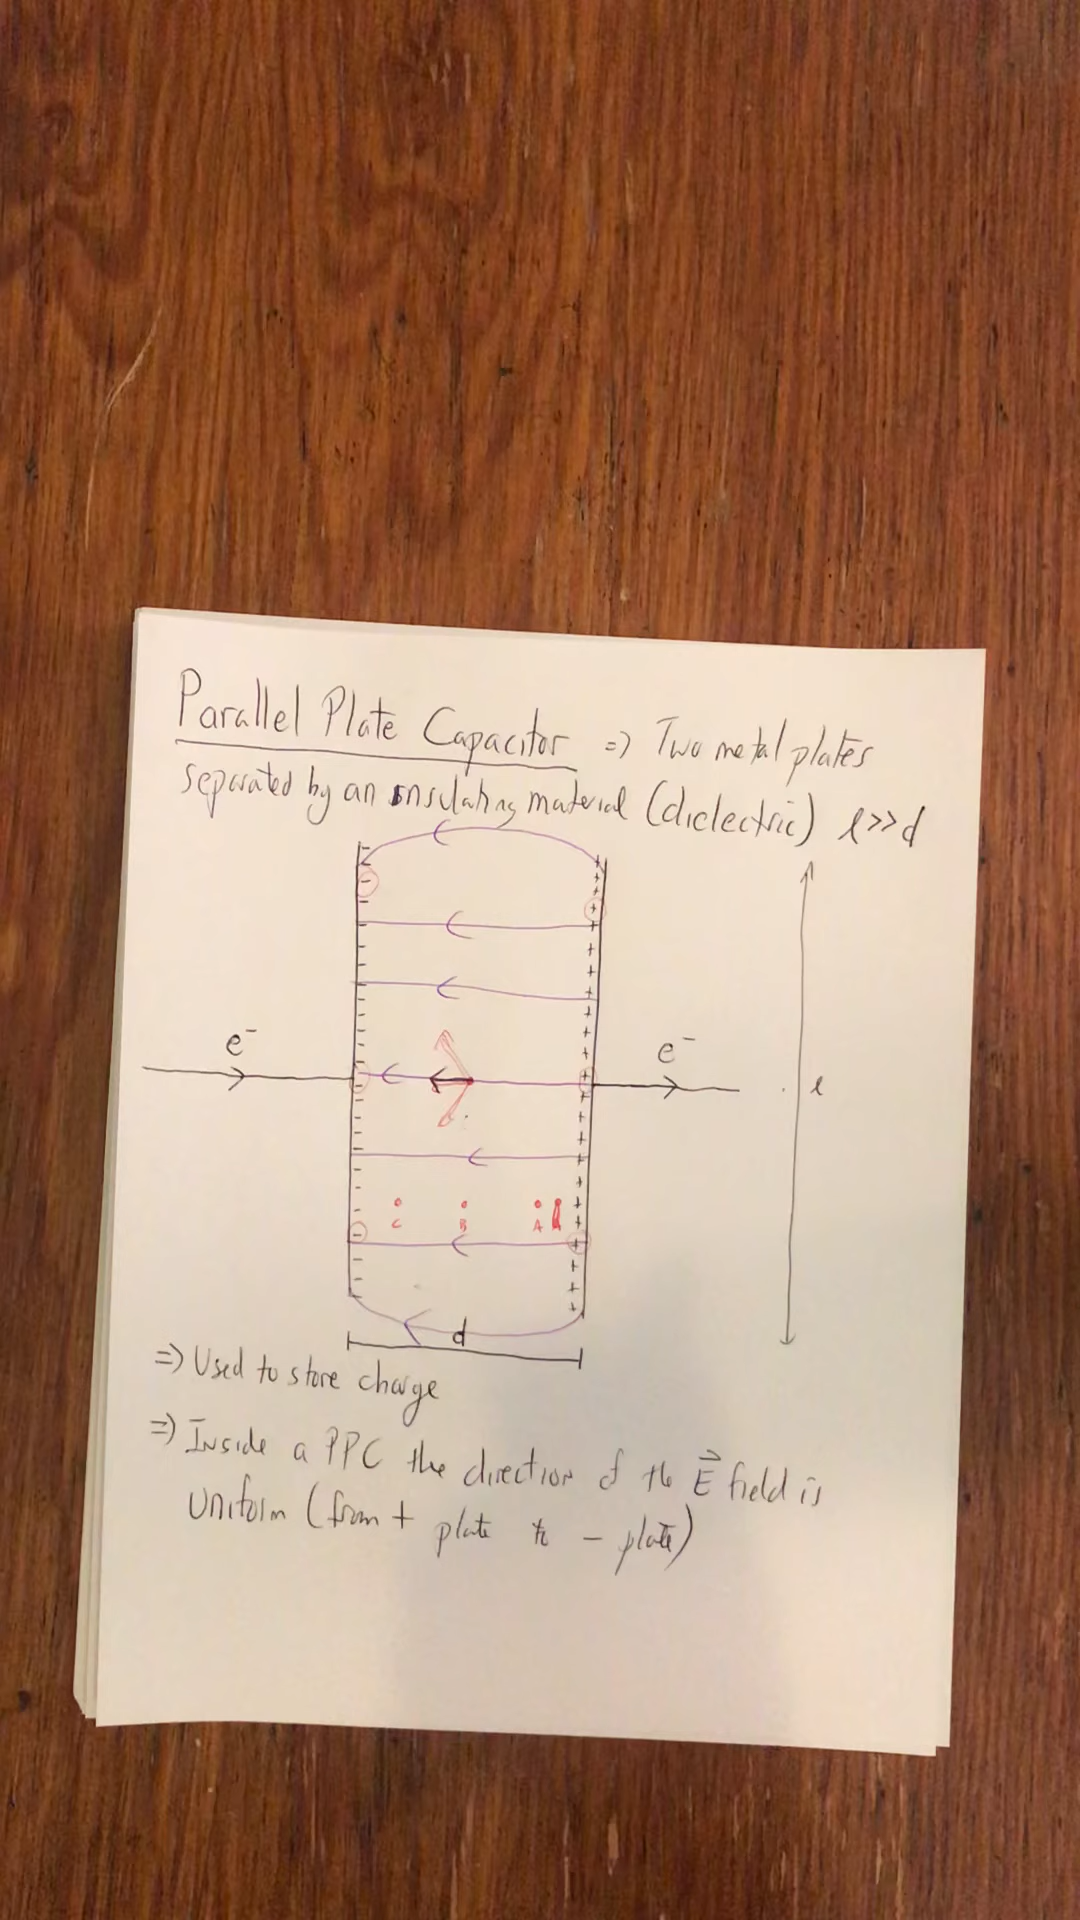 Parallel Plate Capacitor => Two metal plates
separated by an insulating material (dielectric) l>>d
e⁻
e⁻
l
C B A
d
=> Used to store charge
=> Inside a PPC the direction of the E⃗ field is
uniform (from + plate to - plate)